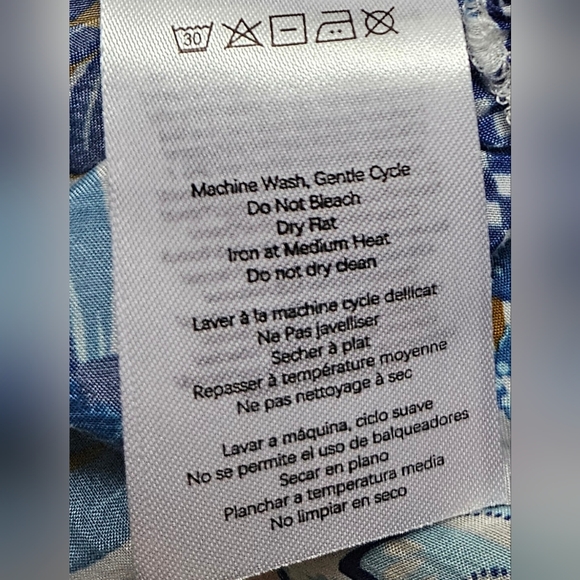 30
Machine Wash, Gentle Cycle
Do Not Bleach
Dry Flat
Iron at Medium Heat
Do not dry clean
Laver à la machine cycle dellicat
Ne Pas javelliser
Secher à plat
Repasser à température moyenne
Ne pas nettoyage à sec
Lavar a máquina, ciclo suave
No se permite el uso de balqueadores
Secar en plano
Planchar a temperatura media
No limpiar en seco